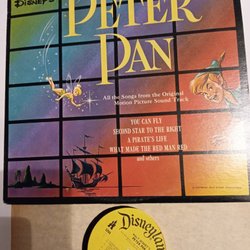 DISNEY'S
PETER
PAN
All the Songs from the Original
Motion Picture Sound Track
YOU CAN FLY
SECOND STAR TO THE RIGHT
A PIRATE'S LIFE
WHAT MADE THE RED MAN RED
and others
Disneyland